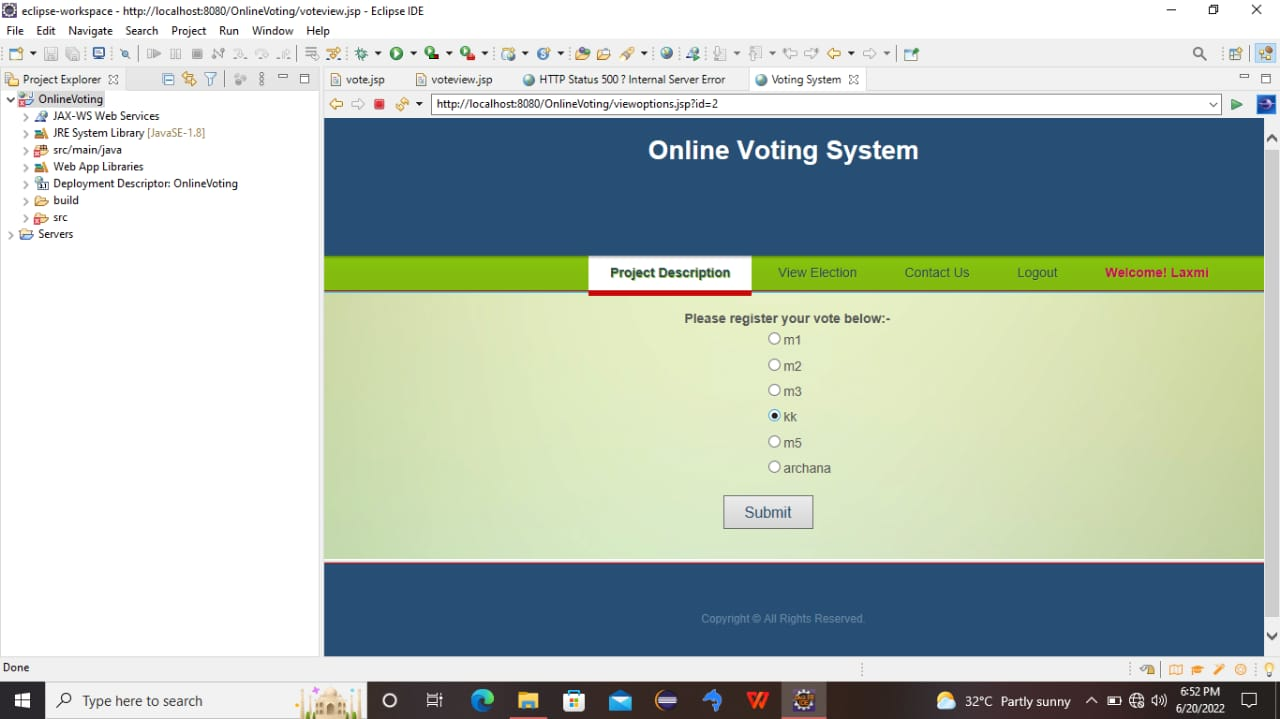 eclipse-workspace - http://localhost:8080/OnlineVoting/voteview.jsp - Eclipse IDE
File Edit Navigate Search Project Run Window Help
Project Explorer
vote.jsp voteview.jsp HTTP Status 500 ? Internal Server Error Voting System
OnlineVoting
http://localhost:8080/OnlineVoting/viewoptions.jsp?id=2
JAX-WS Web Services
JRE System Library [JavaSE-1.8]
src/main/java
Web App Libraries
Deployment Descriptor: OnlineVoting
build
src
Servers
Online Voting System
Project Description View Election Contact Us Logout Welcome! Laxmi
Please register your vote below:-
m1
m2
m3
kk
m5
archana
Submit
Copyright © All Rights Reserved.
Done
Type here to search
32°C Partly sunny
6:52 PM
6/20/2022